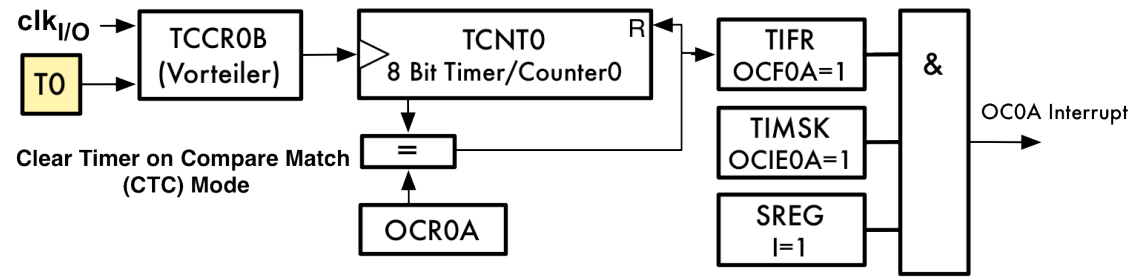 clkI/O
T0
TCCR0B
(Vorteiler)
TCNT0
R
8 Bit Timer/Counter0
Clear Timer on Compare Match
(CTC) Mode
=
OCR0A
TIFR
OCF0A=1
TIMSK
OCIE0A=1
SREG
I=1
&
OC0A Interrupt